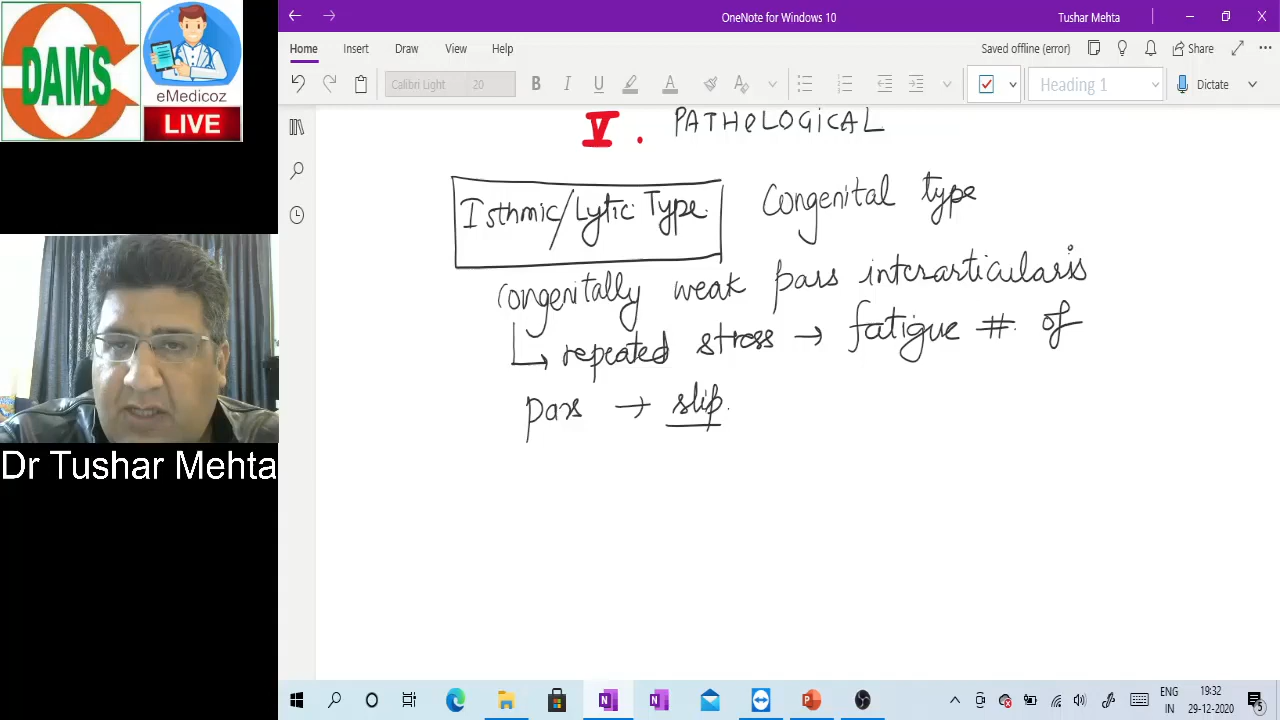 DAMS
eMedicoz
LIVE
OneNote for Windows 10
Tushar Mehta
Home Insert Draw View Help
Saved offline (error)
Share
Calibri Light 20
B I U A
Heading 1
Dictate
V. PATHOLOGICAL
Isthmic/Lytic Type. Congenital type
Congenitally weak pars interarticularis
↳ repeated stress → fatigue #. of
pars → slip.
Dr Tushar Mehta
ENG
IN
19:32
29-12-2020
5